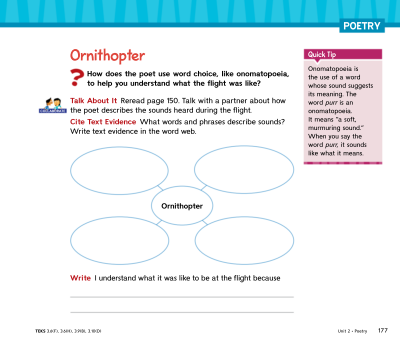 POETRY
Ornithopter
? How does the poet use word choice, like onomatopoeia,
to help you understand what the flight was like?
Talk About It Reread page 150. Talk with a partner about how
the poet describes the sounds heard during the flight.
Cite Text Evidence What words and phrases describe sounds?
Write text evidence in the word web.
Ornithopter
Write I understand what it was like to be at the flight because
Quick Tip
Onomatopoeia is
the use of a word
whose sound suggests
its meaning. The
word purr is an
onomatopoeia.
It means "a soft,
murmuring sound."
When you say the
word purr, it sounds
like what it means.
TEKS 3.6(F), 3.6(H), 3.9(B), 3.10(D)
Unit 2 • Poetry 177